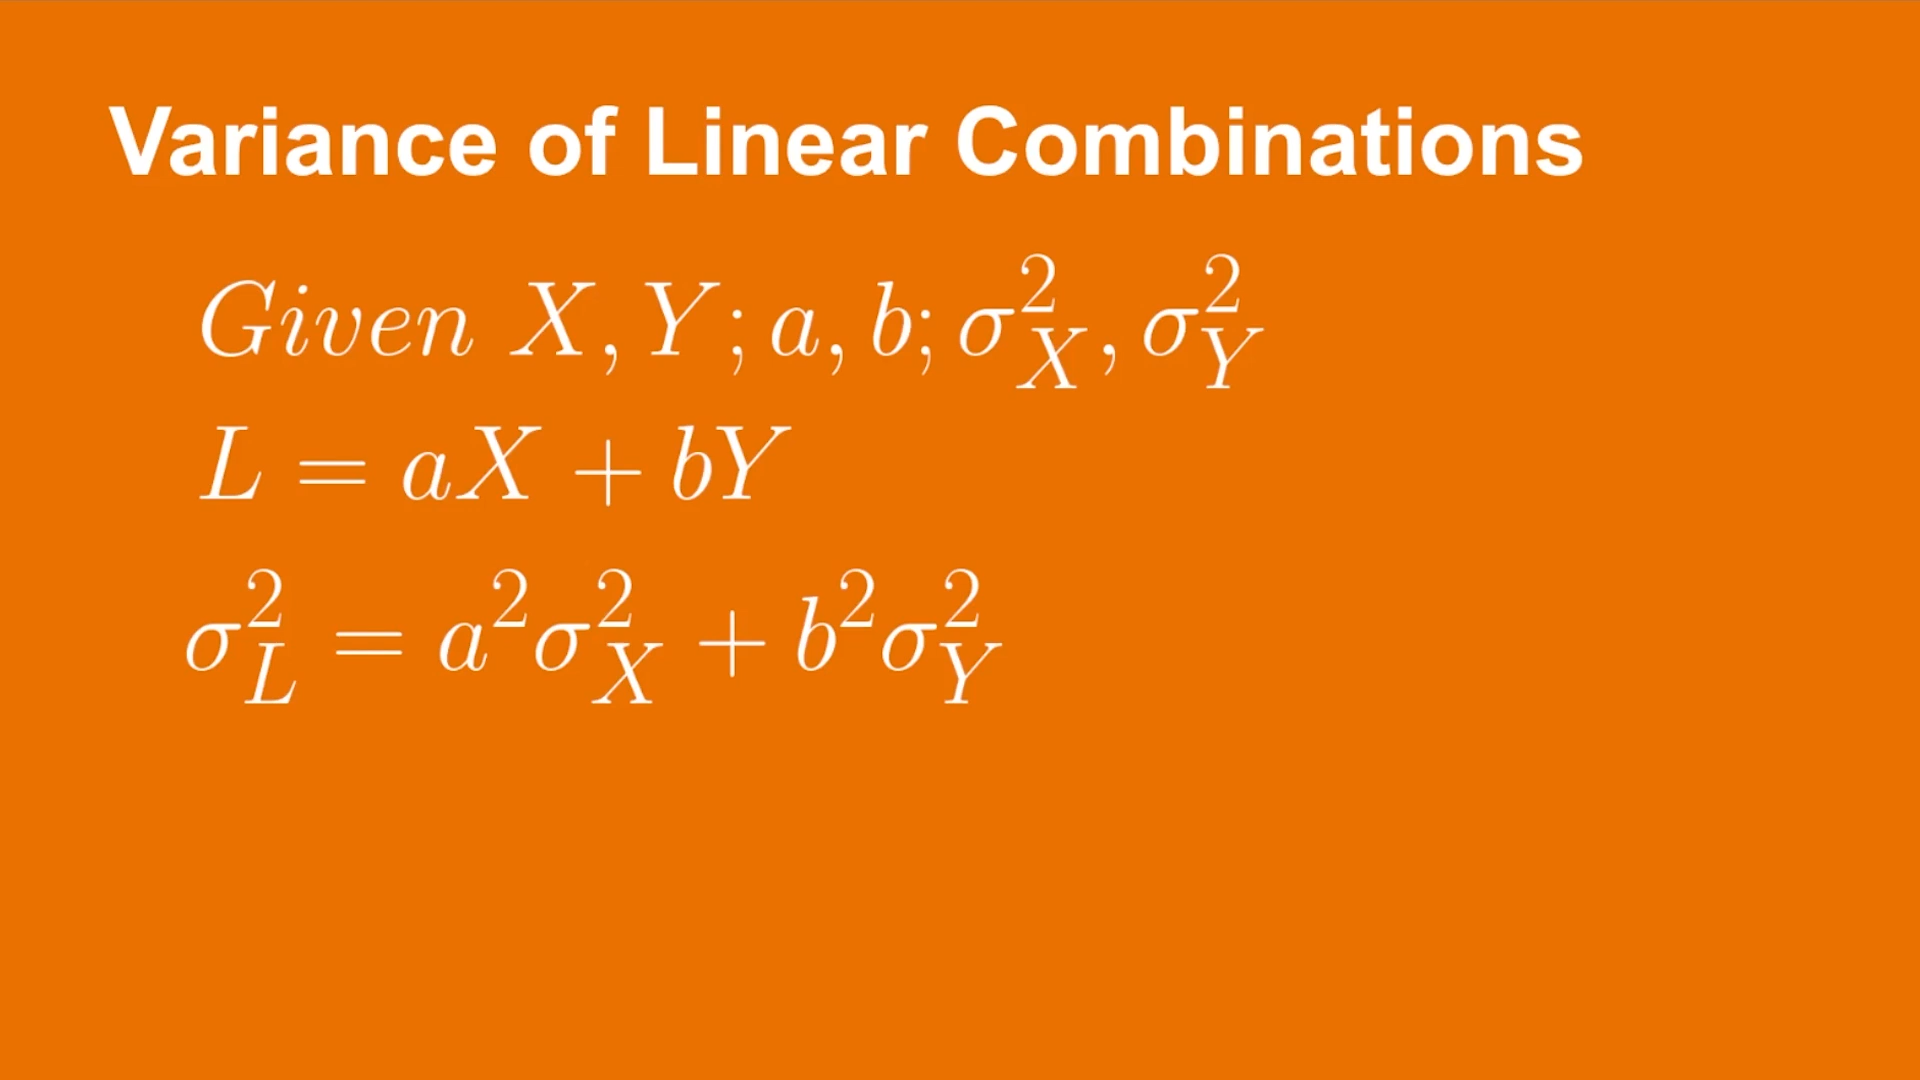 Variance of Linear Combinations
Given X, Y; a, b; σ²_X, σ²_Y
L = aX + bY
σ²_L = a²σ²_X + b²σ²_Y